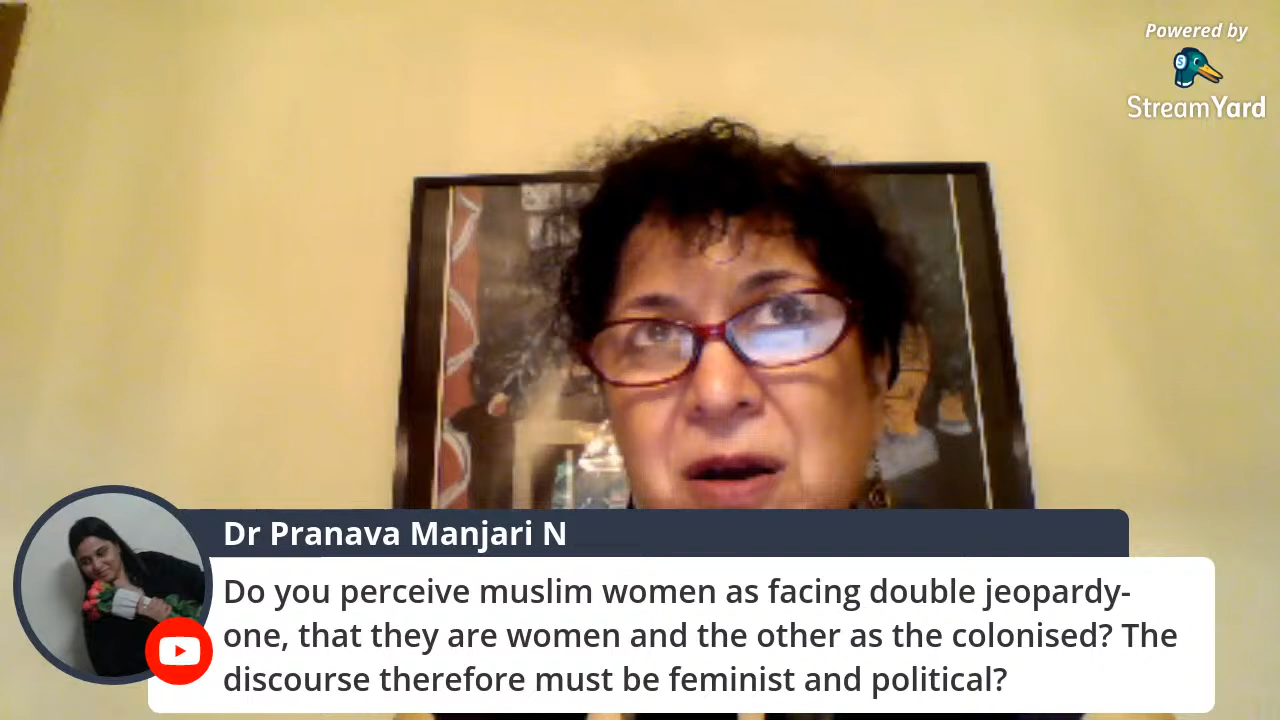 Powered by
StreamYard
Dr Pranava Manjari N
Do you perceive muslim women as facing double jeopardy-
one, that they are women and the other as the colonised? The
discourse therefore must be feminist and political?